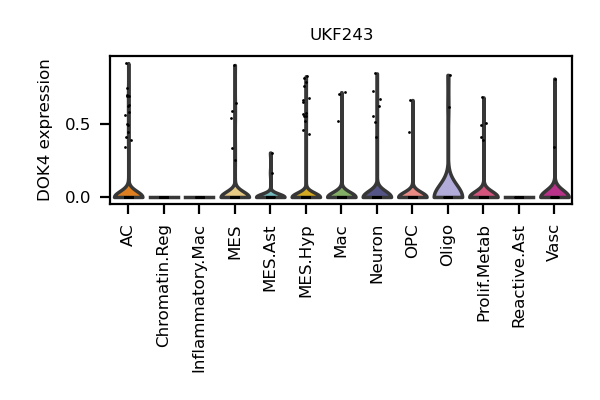 UKF243
DOK4 expression
0.5
0.0
AC
Chromatin.Reg
Inflammatory.Mac
MES
MES.Ast
MES.Hyp
Mac
Neuron
OPC
Oligo
Prolif.Metab
Reactive.Ast
Vasc